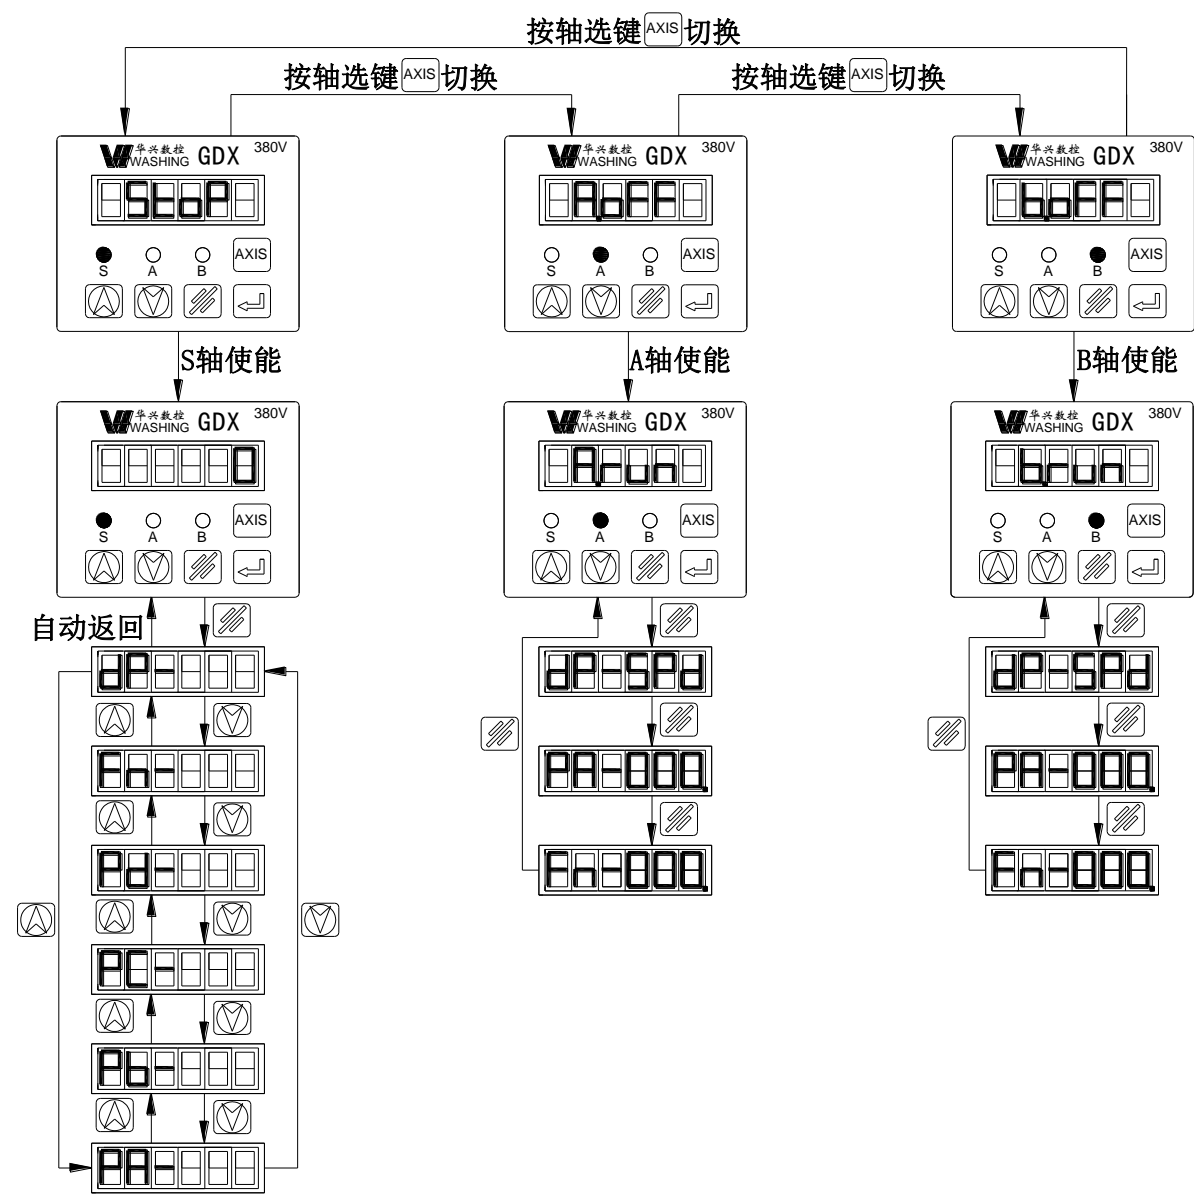 按轴选键AXIS切换
按轴选键AXIS切换
按轴选键AXIS切换
华兴数控
WASHING GDX 380V
StoP
AXIS
S A B
华兴数控
WASHING GDX 380V
A.oFF
AXIS
S A B
华兴数控
WASHING GDX 380V
b.oFF
AXIS
S A B
S轴使能
A轴使能
B轴使能
华兴数控
WASHING GDX 380V
0
AXIS
S A B
华兴数控
WASHING GDX 380V
A.run
AXIS
S A B
华兴数控
WASHING GDX 380V
b.run
AXIS
S A B
自动返回
dP-
Fn-
Pd-
PC-
Pb-
PA-
dP-SPd
PA-000.
Fn-000.
dP-SPd
PA-000.
Fn-000.